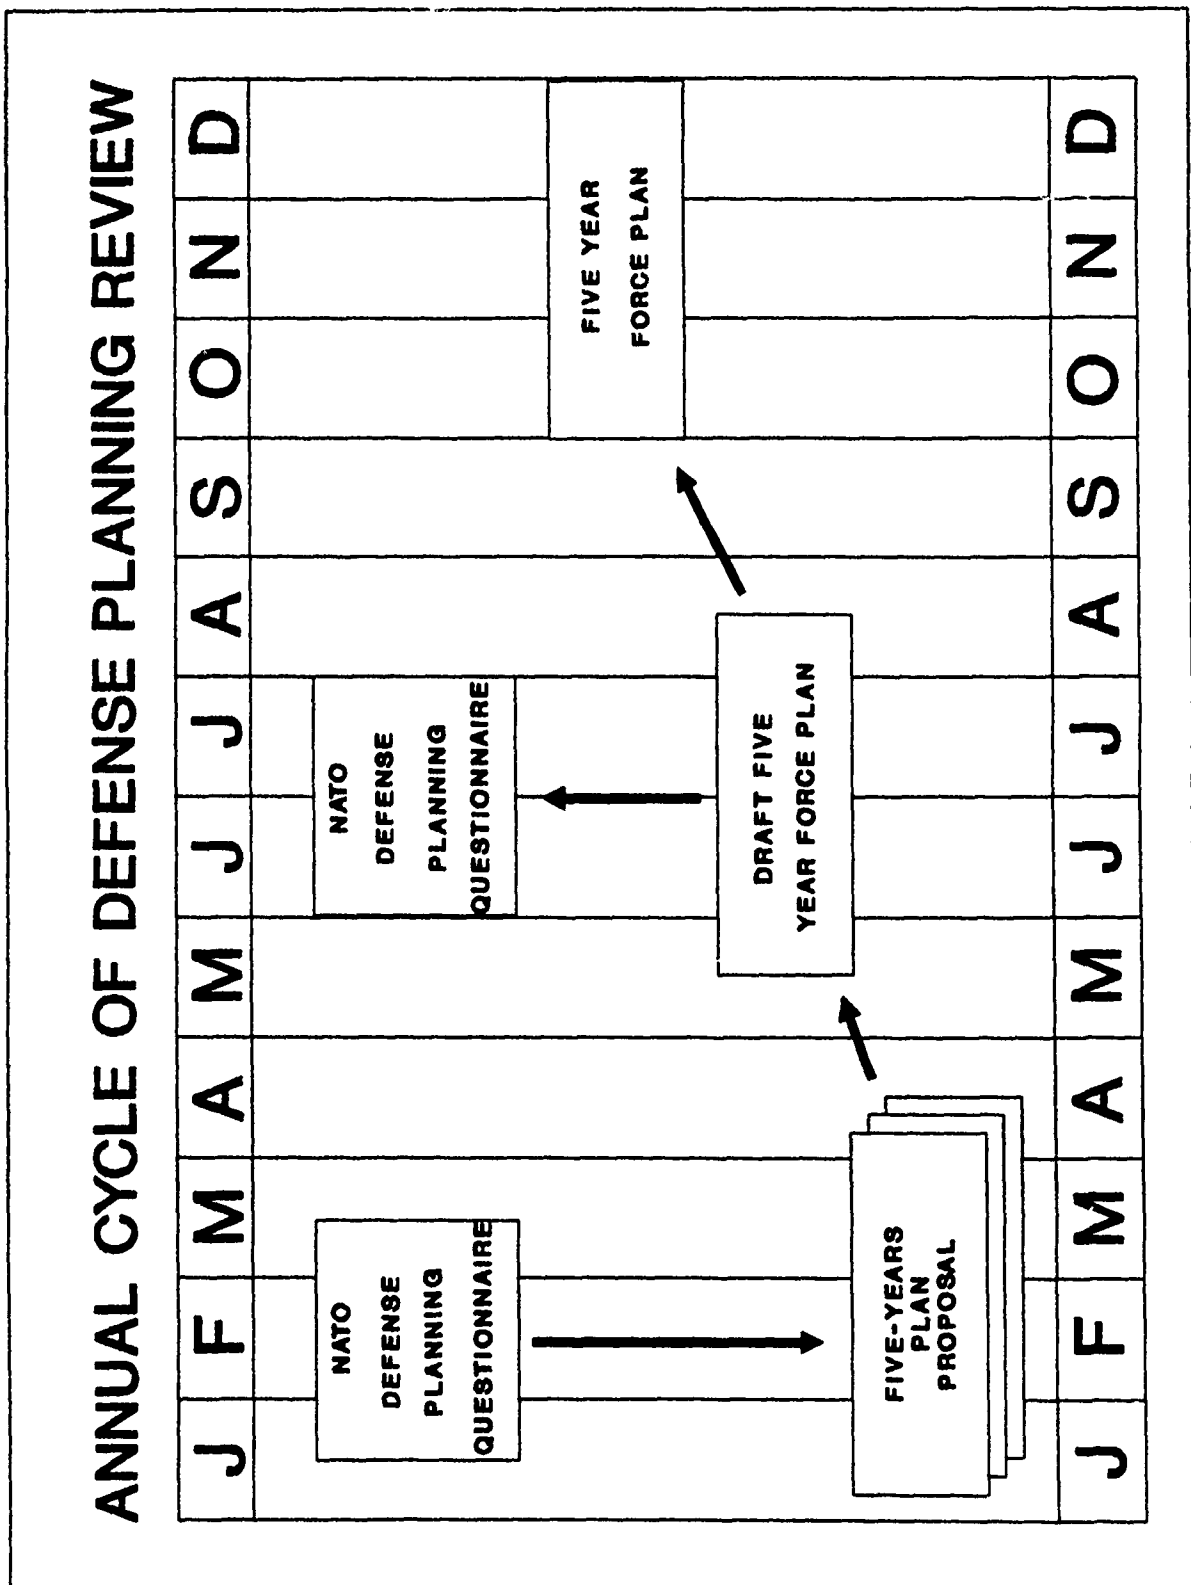 ANNUAL CYCLE OF DEFENSE PLANNING REVIEW
J F M A M J J A S O N D
NATO
DEFENSE
PLANNING
QUESTIONNAIRE
NATO
DEFENSE
PLANNING
QUESTIONNAIRE
FIVE YEAR
FORCE PLAN
DRAFT FIVE
YEAR FORCE PLAN
FIVE-YEARS
PLAN
PROPOSAL
J F M A M J J A S O N D